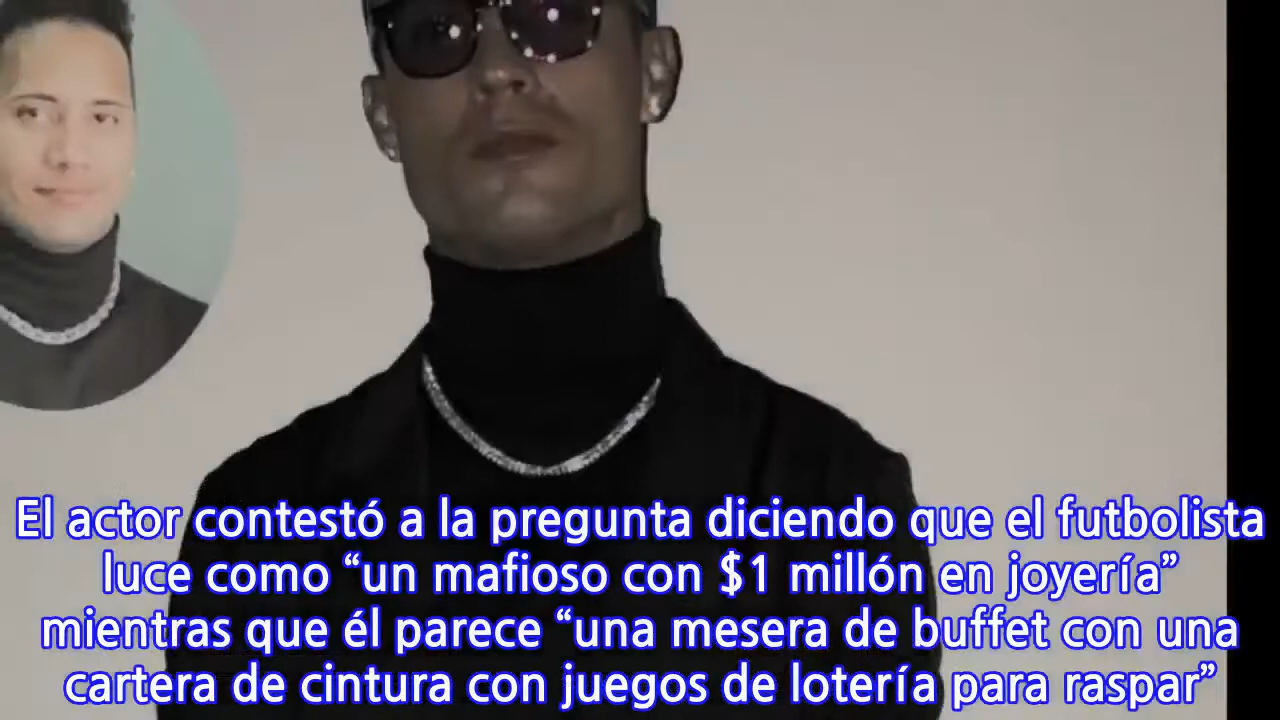 El actor contestó a la pregunta diciendo que el futbolista
luce como “un mafioso con $1 millón en joyería”
mientras que él parece “una mesera de buffet con una
cartera de cintura con juegos de lotería para raspar”